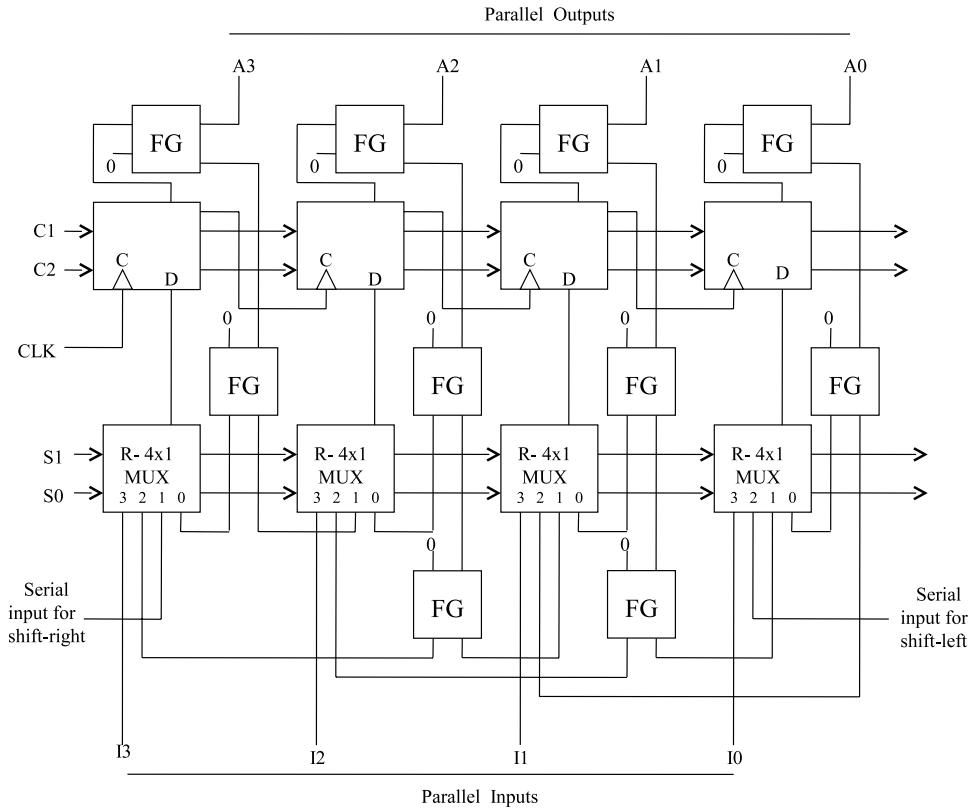 Parallel Outputs
A3 A2 A1 A0
FG FG FG FG
0 0 0 0
C1
C2 C C C C
D D D D
0 0 0 0
CLK
FG FG FG FG
S1 R- 4x1 R- 4x1 R- 4x1 R- 4x1
MUX MUX MUX MUX
S0 3 2 1 0 3 2 1 0 3 2 1 0 3 2 1 0
0 0
Serial
input for
shift-right
FG FG
Serial
input for
shift-left
I3 I2 I1 I0
Parallel Inputs